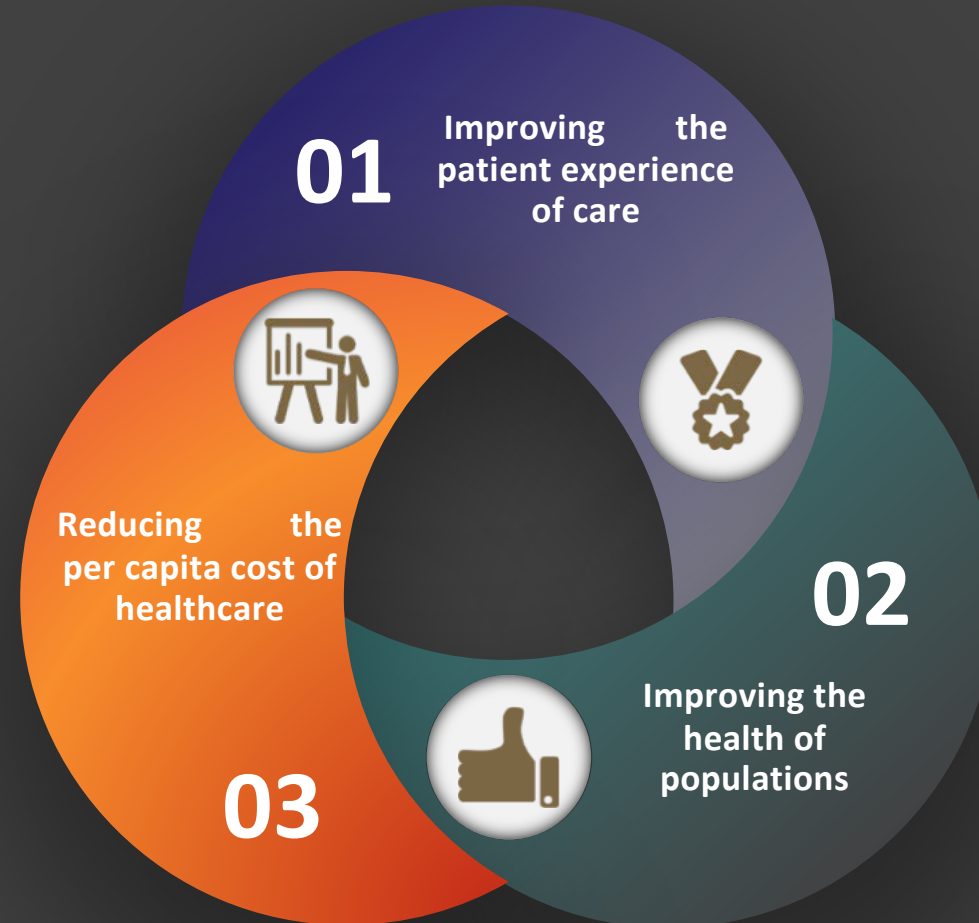 01
Improving the
patient experience
of care
02
Improving the
health of
populations
Reducing the
per capita cost of
healthcare
03